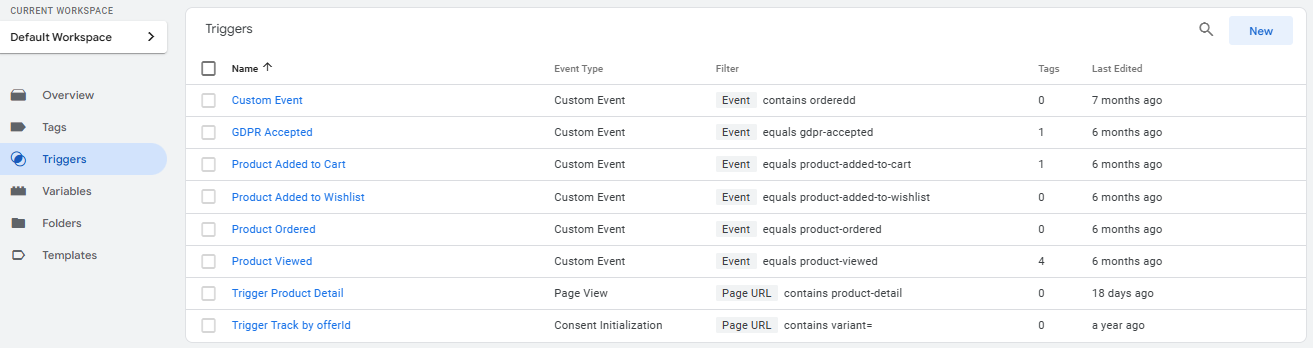 CURRENT WORKSPACE
Default Workspace
Overview
Tags
Triggers
Variables
Folders
Templates
Triggers
New
Name Event Type Filter Tags Last Edited
Custom Event Custom Event Event contains orderedd 0 7 months ago
GDPR Accepted Custom Event Event equals gdpr-accepted 1 6 months ago
Product Added to Cart Custom Event Event equals product-added-to-cart 1 6 months ago
Product Added to Wishlist Custom Event Event equals product-added-to-wishlist 0 6 months ago
Product Ordered Custom Event Event equals product-ordered 0 6 months ago
Product Viewed Custom Event Event equals product-viewed 4 6 months ago
Trigger Product Detail Page View Page URL contains product-detail 0 18 days ago
Trigger Track by offerId Consent Initialization Page URL contains variant= 0 a year ago